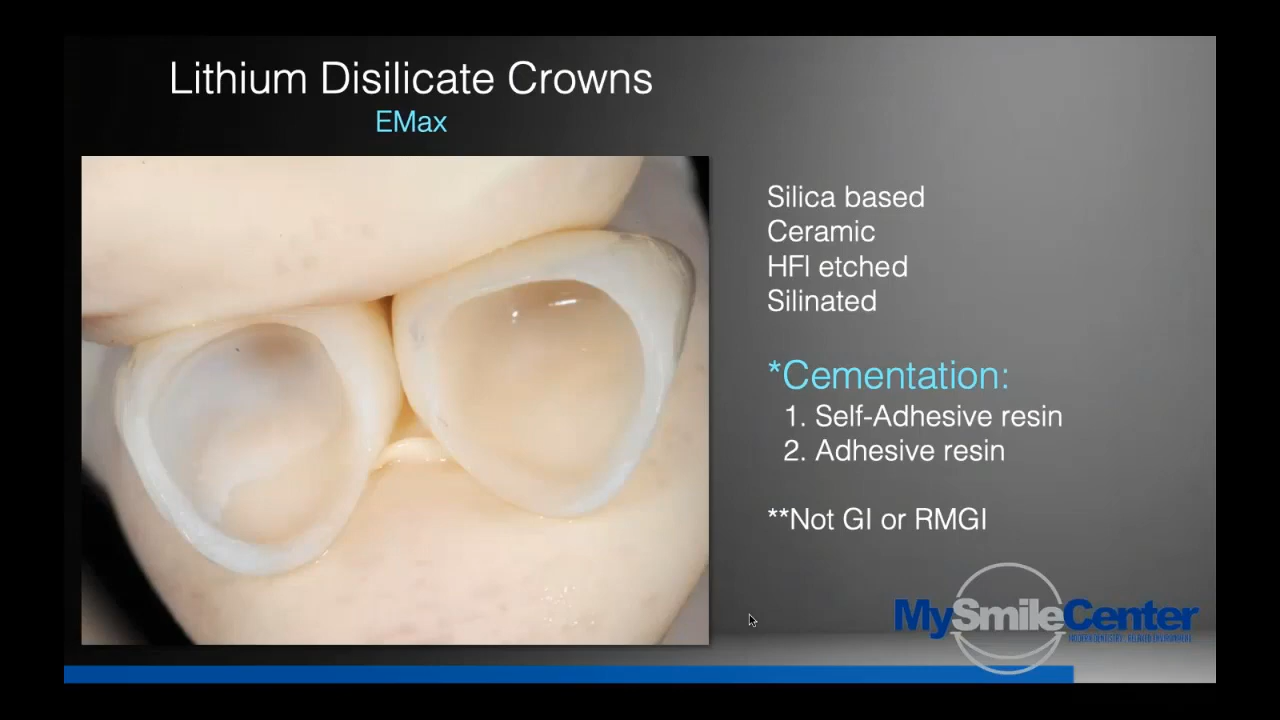 Lithium Disilicate Crowns
EMax
Silica based
Ceramic
HFl etched
Silinated
*Cementation:
1. Self-Adhesive resin
2. Adhesive resin
**Not GI or RMGI
MySmileCenter